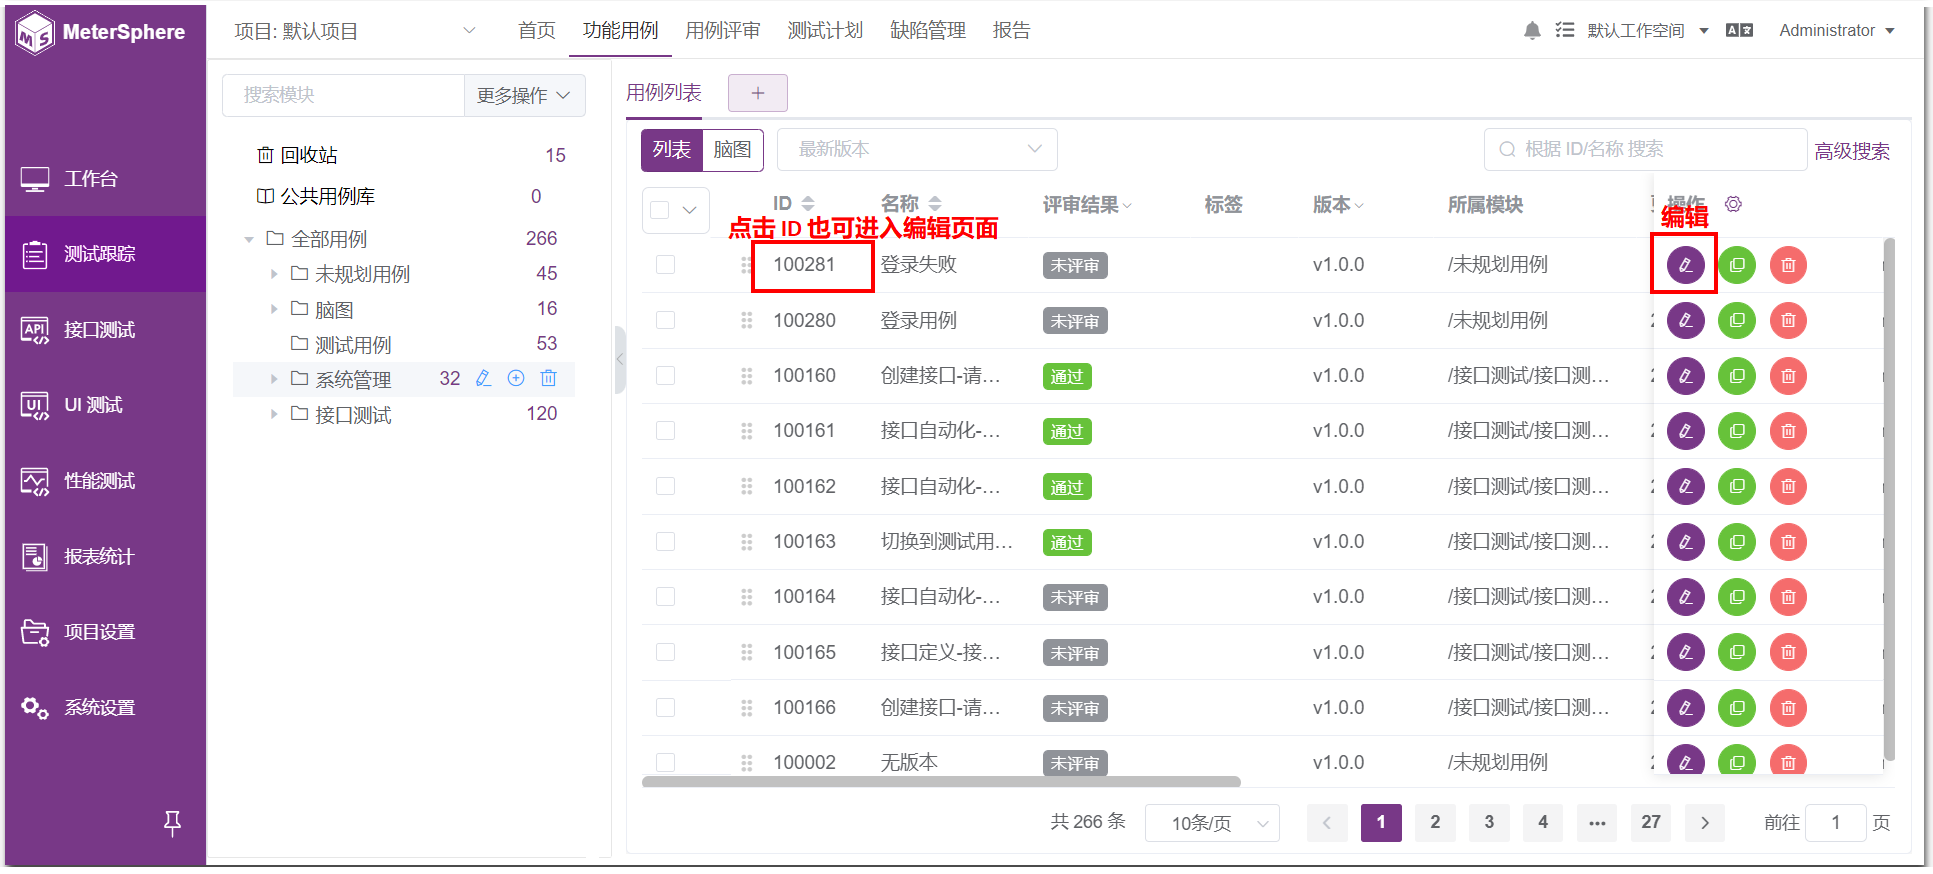 MeterSphere
项目: 默认项目
首页 功能用例 用例评审 测试计划 缺陷管理 报告
默认工作空间
Administrator
工作台
测试跟踪
接口测试
UI 测试
性能测试
报表统计
项目设置
系统设置
搜索模块 更多操作
回收站 15
公共用例库 0
全部用例 266
未规划用例 45
脑图 16
测试用例 53
系统管理 32
接口测试 120
用例列表 +
列表 脑图 最新版本
根据 ID/名称 搜索 高级搜索
ID 名称 评审结果 标签 版本 所属模块 操作
点击 ID 也可进入编辑页面
编辑
100281 登录失败 未评审 v1.0.0 /未规划用例
100280 登录用例 未评审 v1.0.0 /未规划用例
100160 创建接口-请... 通过 v1.0.0 /接口测试/接口测...
100161 接口自动化-... 通过 v1.0.0 /接口测试/接口测...
100162 接口自动化-... 通过 v1.0.0 /接口测试/接口测...
100163 切换到测试用... 通过 v1.0.0 /接口测试/接口测...
100164 接口自动化-... 未评审 v1.0.0 /接口测试/接口测...
100165 接口定义-接... 未评审 v1.0.0 /接口测试/接口测...
100166 创建接口-请... 未评审 v1.0.0 /接口测试/接口测...
100002 无版本 未评审 v1.0.0 /未规划用例
共 266 条 10条/页 1 2 3 4 ... 27 前往 1 页